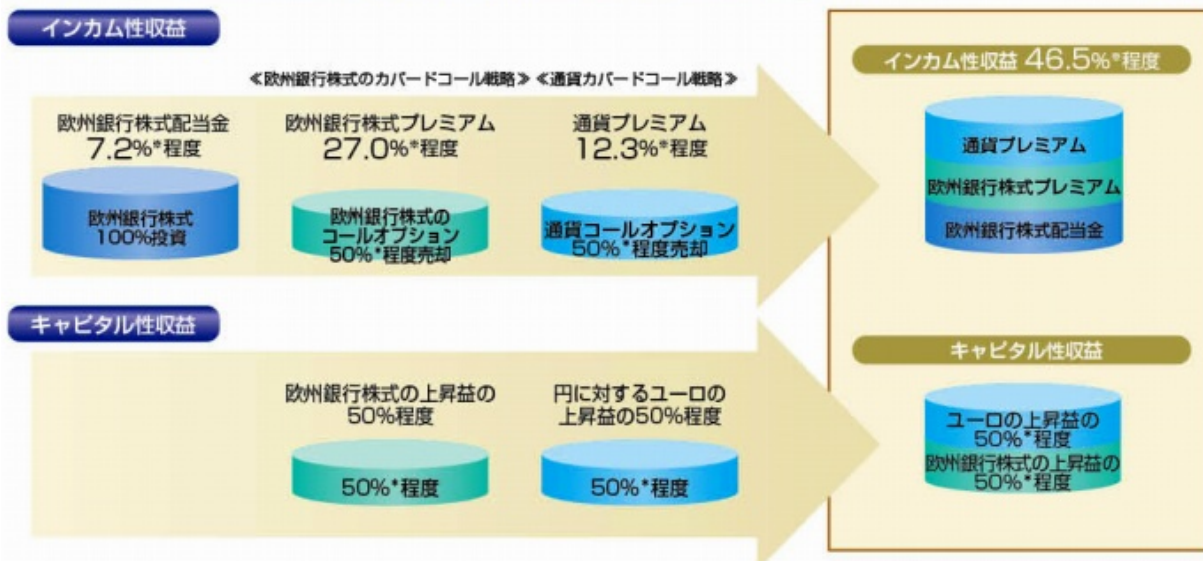 インカム性収益
≪欧州銀行株式のカバードコール戦略≫
≪通貨カバードコール戦略≫
欧州銀行株式配当金
7.2%*程度
欧州銀行株式プレミアム
27.0%*程度
通貨プレミアム
12.3%*程度
欧州銀行株式
100%投資
欧州銀行株式の
コールオプション
50%*程度売却
通貨コールオプション
50%*程度売却
インカム性収益 46.5%*程度
通貨プレミアム
欧州銀行株式プレミアム
欧州銀行株式配当金
キャピタル性収益
欧州銀行株式の上昇益の
50%程度
円に対するユーロの
上昇益の50%程度
50%*程度
50%*程度
キャピタル性収益
ユーロの上昇益の
50%*程度
欧州銀行株式の上昇益の
50%*程度